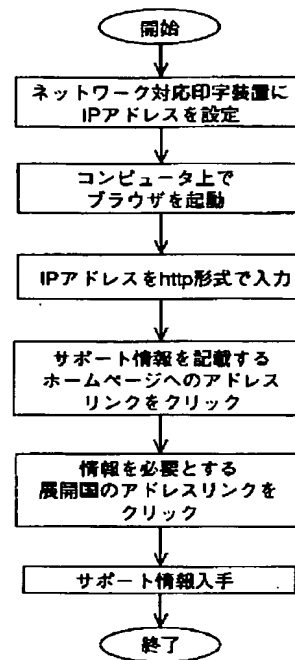 開始
ネットワーク対応印字装置に
IPアドレスを設定
コンピュータ上で
ブラウザを起動
IPアドレスをhttp形式で入力
サポート情報を記載する
ホームページへのアドレス
リンクをクリック
情報を必要とする
展開国のアドレスリンクを
クリック
サポート情報入手
終了